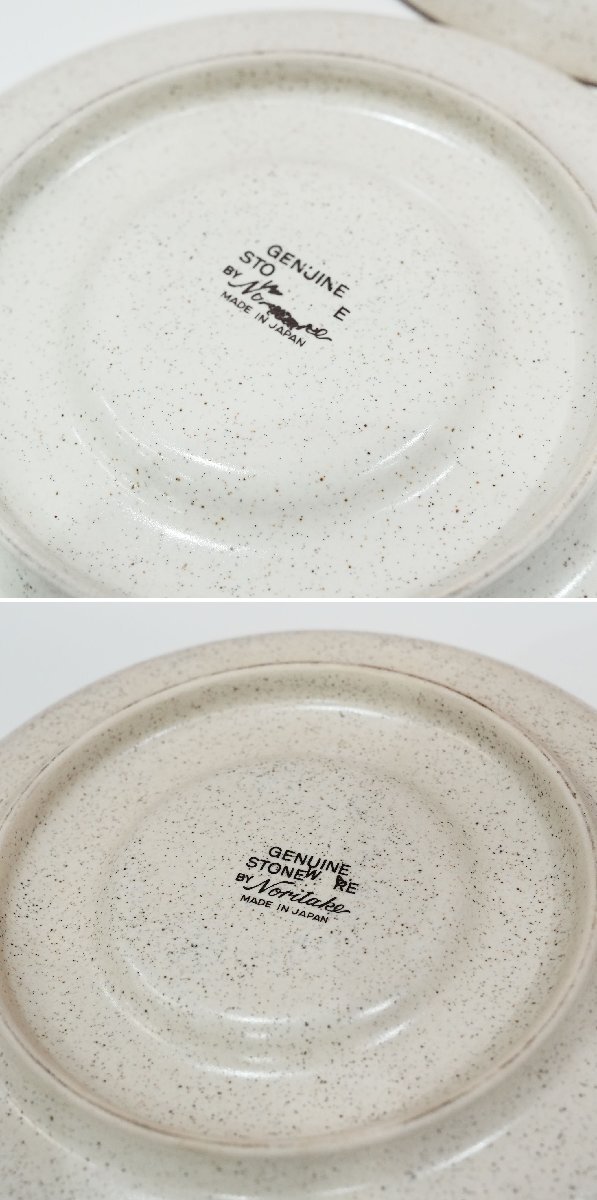 GENUINE
STO E
BY
MADE IN JAPAN
GENUINE
STONEW RE
BY Noritake
MADE IN JAPAN